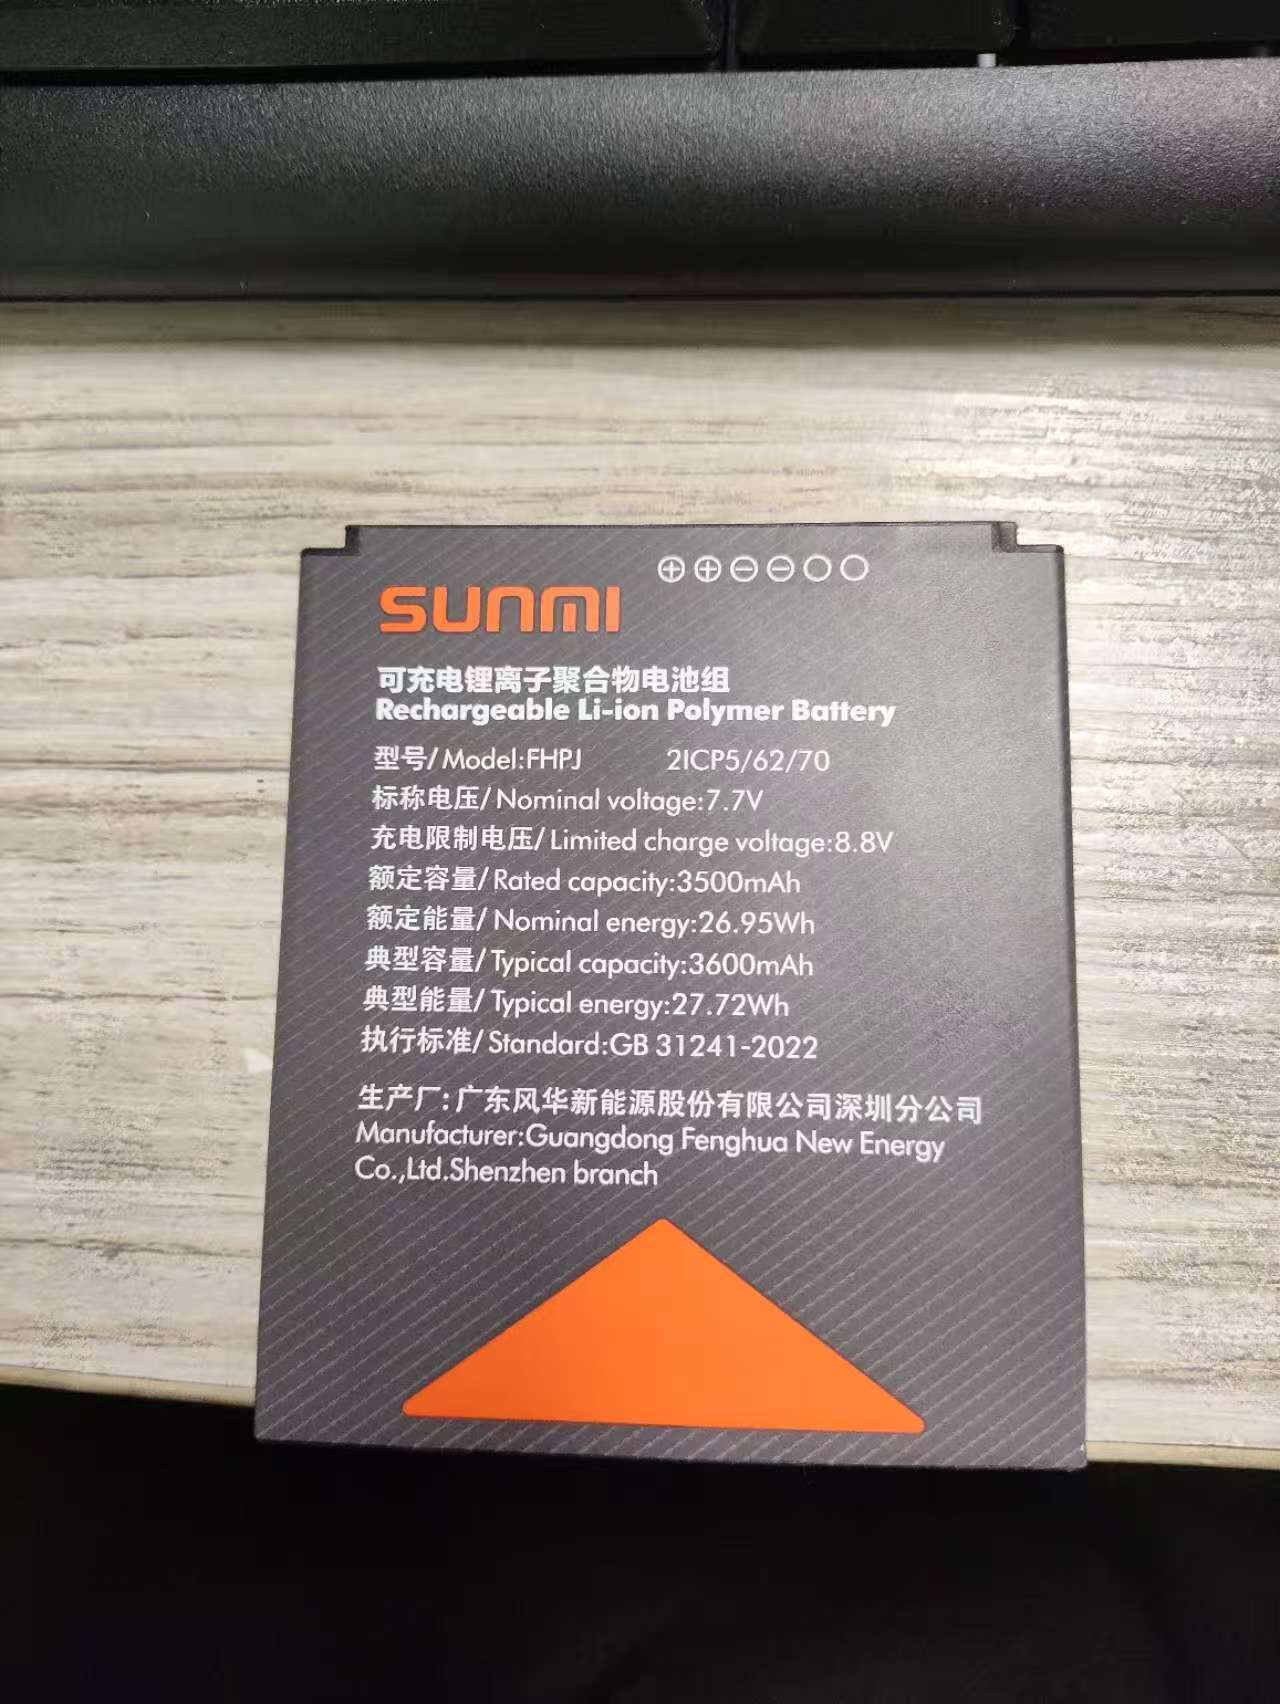 ⊕⊕⊖⊖○○
SUNMI
可充电锂离子聚合物电池组
Rechargeable Li-ion Polymer Battery
型号/Model:FHPJ 2ICP5/62/70
标称电压/Nominal voltage:7.7V
充电限制电压/Limited charge voltage:8.8V
额定容量/Rated capacity:3500mAh
额定能量/Nominal energy:26.95Wh
典型容量/Typical capacity:3600mAh
典型能量/Typical energy:27.72Wh
执行标准/Standard:GB 31241-2022
生产厂:广东风华新能源股份有限公司深圳分公司
Manufacturer:Guangdong Fenghua New Energy
Co.,Ltd.Shenzhen branch